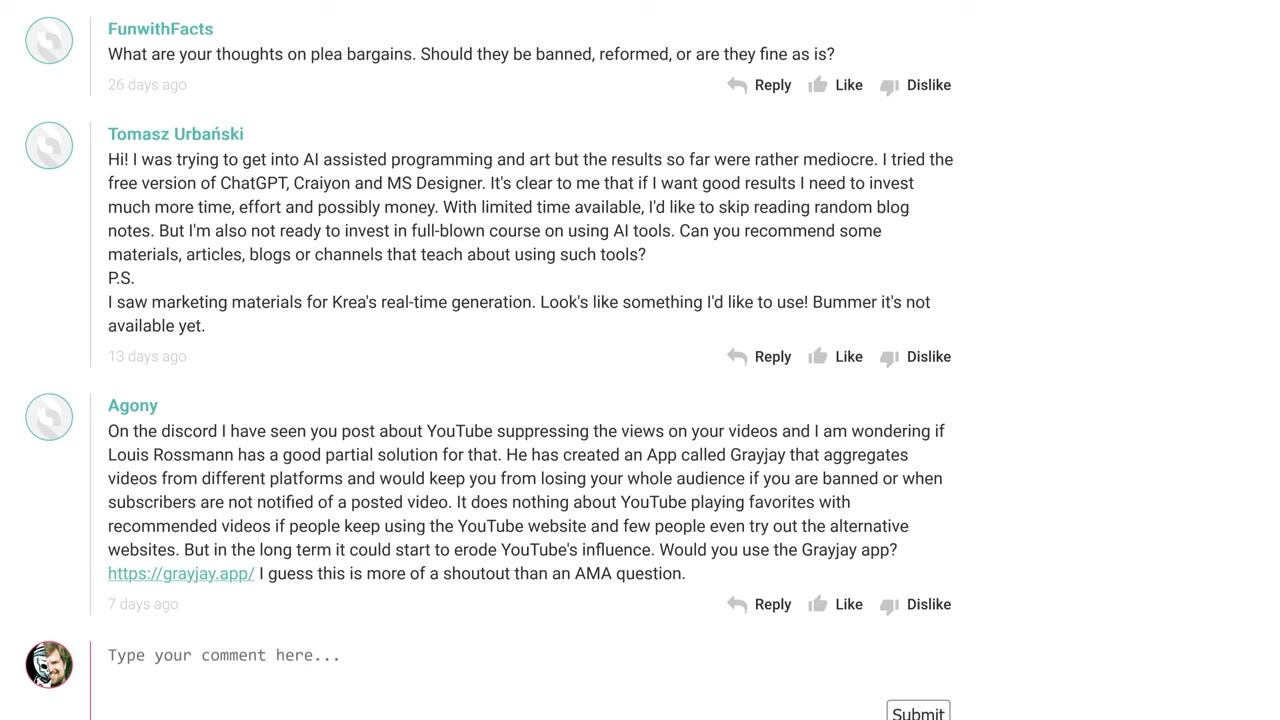 FunwithFacts
What are your thoughts on plea bargains. Should they be banned, reformed, or are they fine as is?
26 days ago
Reply Like Dislike
Tomasz Urbański
Hi! I was trying to get into AI assisted programming and art but the results so far were rather mediocre. I tried the
free version of ChatGPT, Craiyon and MS Designer. It's clear to me that if I want good results I need to invest
much more time, effort and possibly money. With limited time available, I'd like to skip reading random blog
notes. But I'm also not ready to invest in full-blown course on using AI tools. Can you recommend some
materials, articles, blogs or channels that teach about using such tools?
P.S.
I saw marketing materials for Krea's real-time generation. Look's like something I'd like to use! Bummer it's not
available yet.
13 days ago
Reply Like Dislike
Agony
On the discord I have seen you post about YouTube suppressing the views on your videos and I am wondering if
Louis Rossmann has a good partial solution for that. He has created an App called Grayjay that aggregates
videos from different platforms and would keep you from losing your whole audience if you are banned or when
subscribers are not notified of a posted video. It does nothing about YouTube playing favorites with
recommended videos if people keep using the YouTube website and few people even try out the alternative
websites. But in the long term it could start to erode YouTube's influence. Would you use the Grayjay app?
https://grayjay.app/ I guess this is more of a shoutout than an AMA question.
7 days ago
Reply Like Dislike
Type your comment here...
Submit